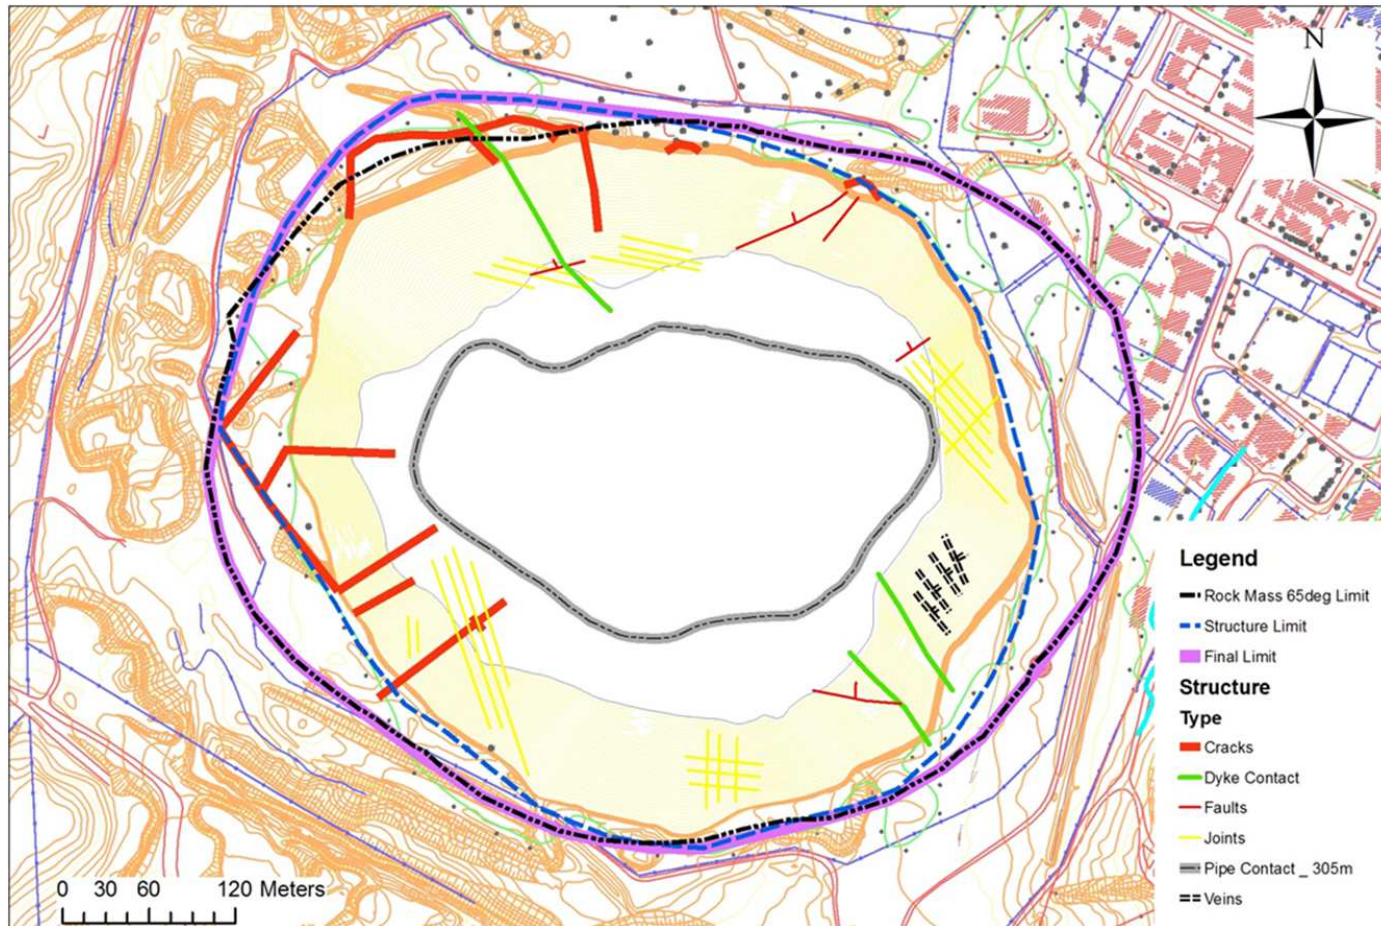 N
Legend
Rock Mass 65deg Limit
Structure Limit
Final Limit
Structure
Type
Cracks
Dyke Contact
Faults
Joints
Pipe Contact _ 305m
Veins
0 30 60 120 Meters